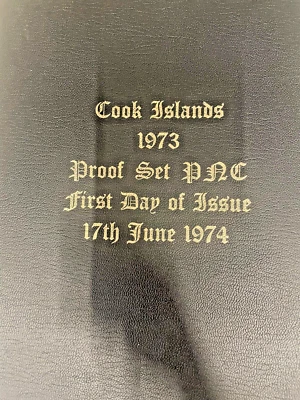 Cook Islands
1973
Proof Set PNC
First Day of Issue
17th June 1974